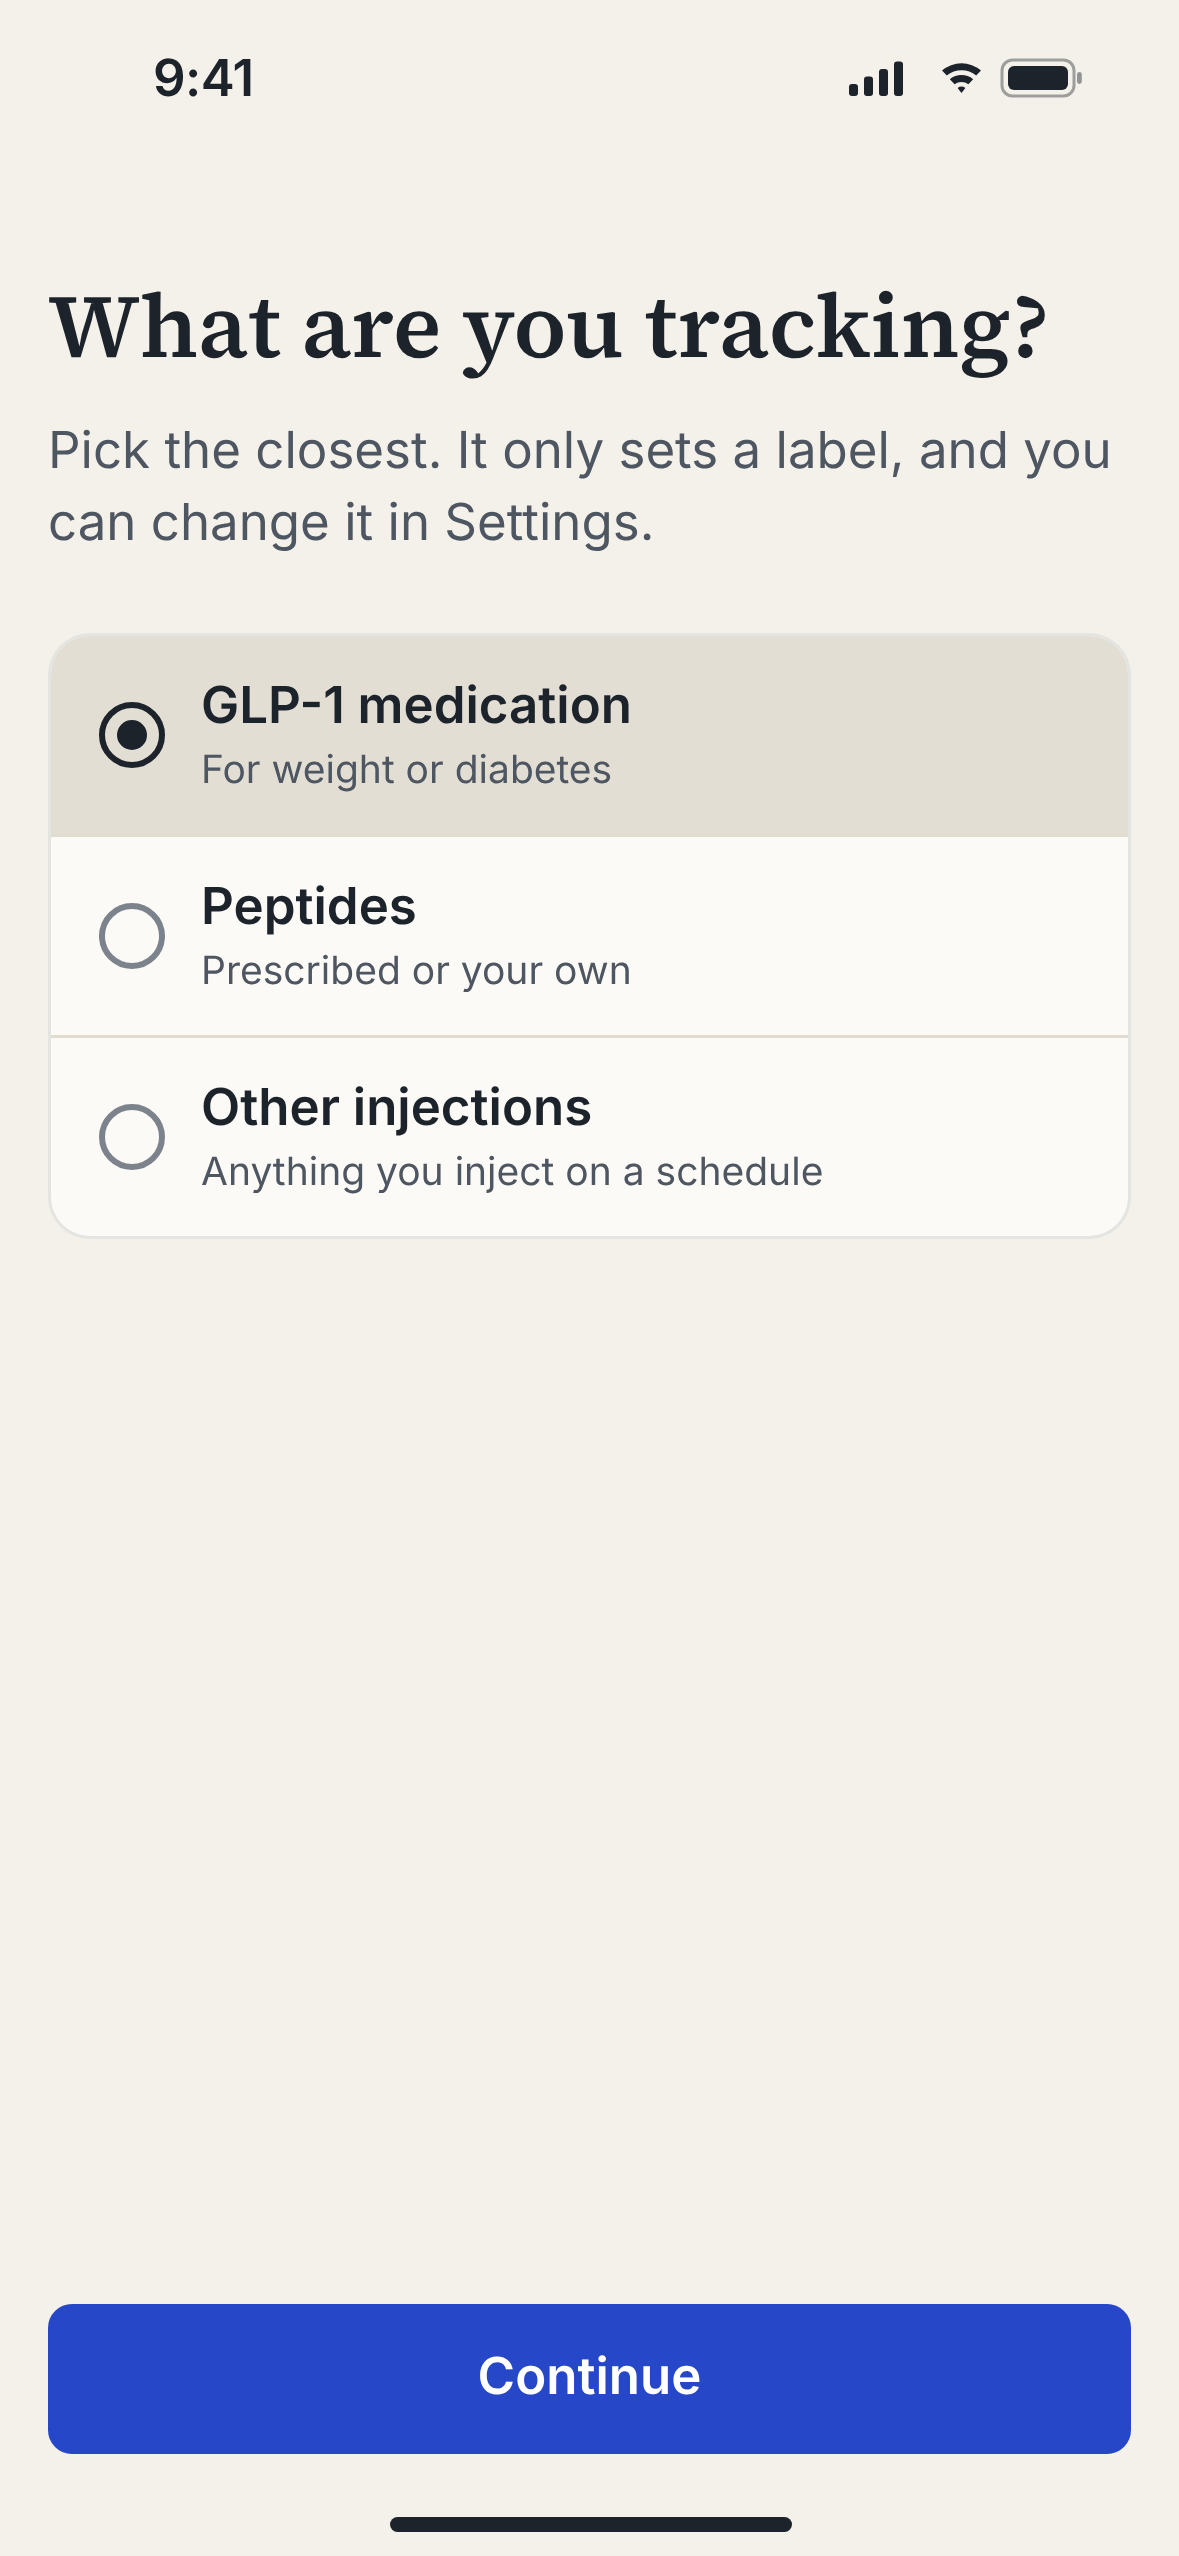 9:41
What are you tracking?
Pick the closest. It only sets a label, and you
can change it in Settings.
GLP-1 medication
For weight or diabetes
Peptides
Prescribed or your own
Other injections
Anything you inject on a schedule
Continue